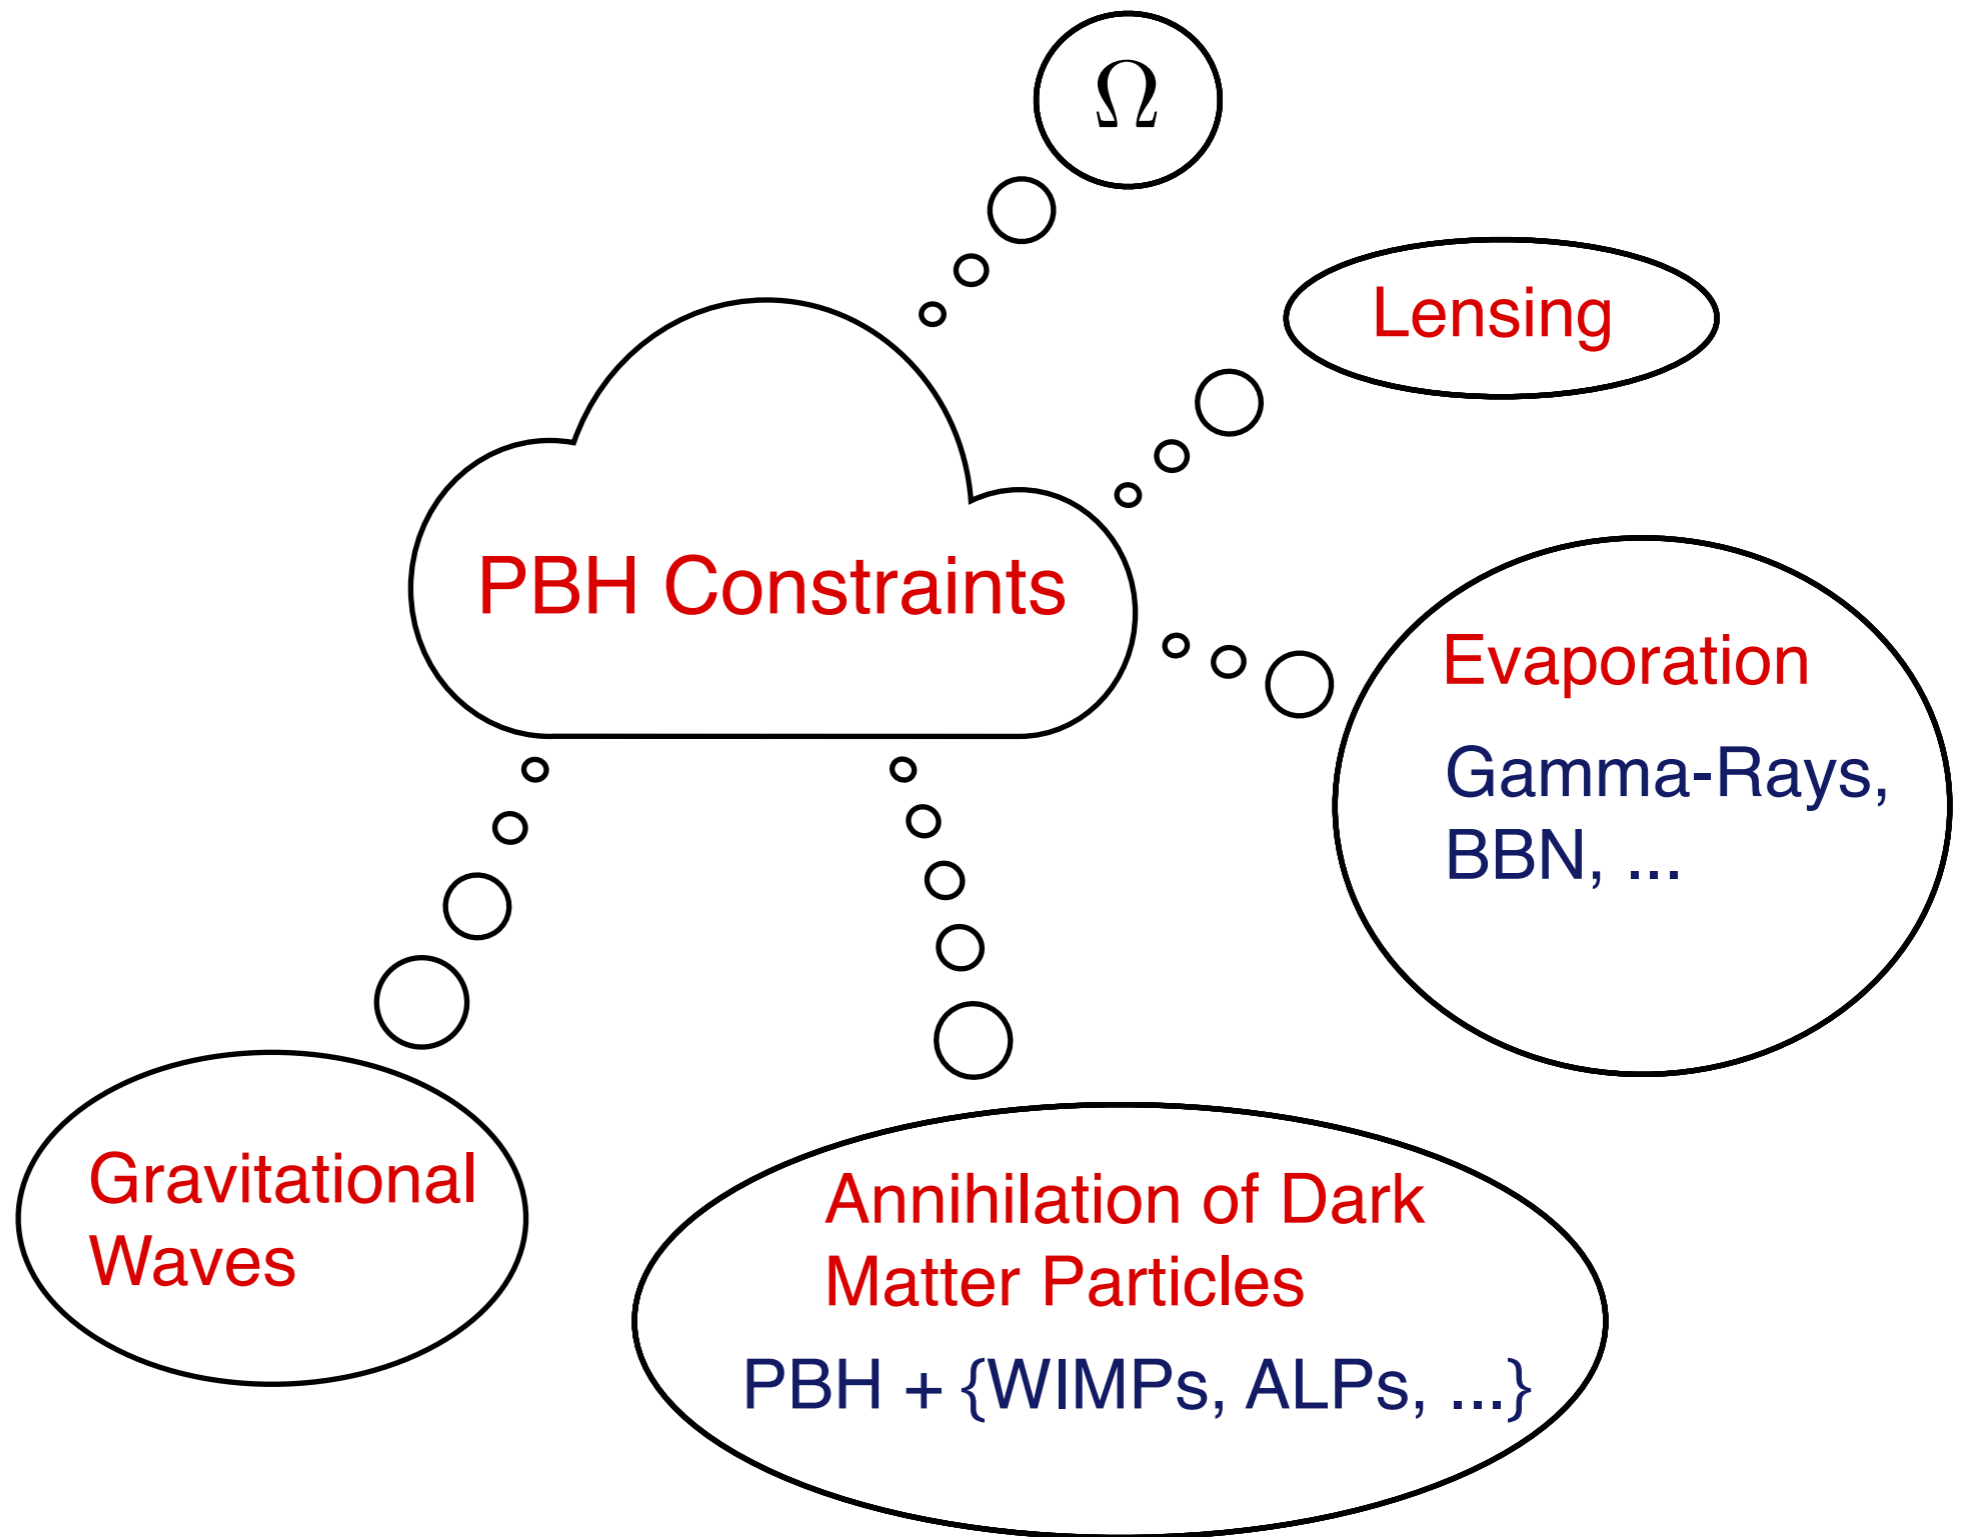 Ω
Lensing
PBH Constraints
Evaporation
Gamma-Rays,
BBN, ...
Gravitational
Waves
Annihilation of Dark
Matter Particles
PBH + {WIMPs, ALPs, ...}